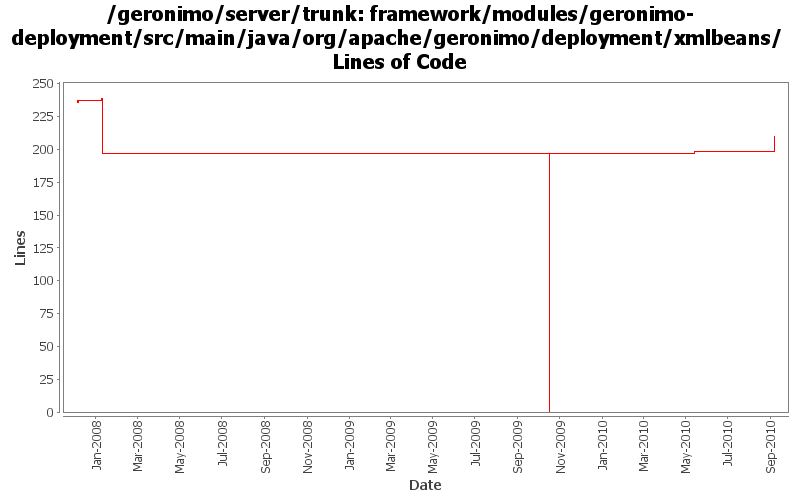 /geronimo/server/trunk: framework/modules/geronimo-
deployment/src/main/java/org/apache/geronimo/deployment/xmlbeans/
Lines of Code
250
225
200
175
150
125
100
75
50
25
0
Lines
Jan-2008
Mar-2008
May-2008
Jul-2008
Sep-2008
Nov-2008
Jan-2009
Mar-2009
May-2009
Jul-2009
Sep-2009
Nov-2009
Jan-2010
Mar-2010
May-2010
Jul-2010
Sep-2010
Date